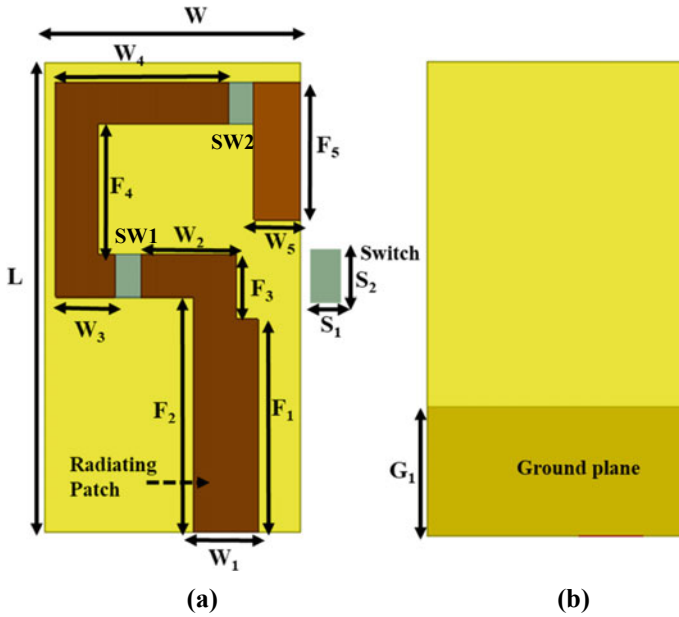 W
W4
SW2
F5
F4
SW1
W2
W5
Switch
L
S2
F3
S1
W3
F2
F1
G1
Radiating
Patch
Ground plane
W1
(a)
(b)